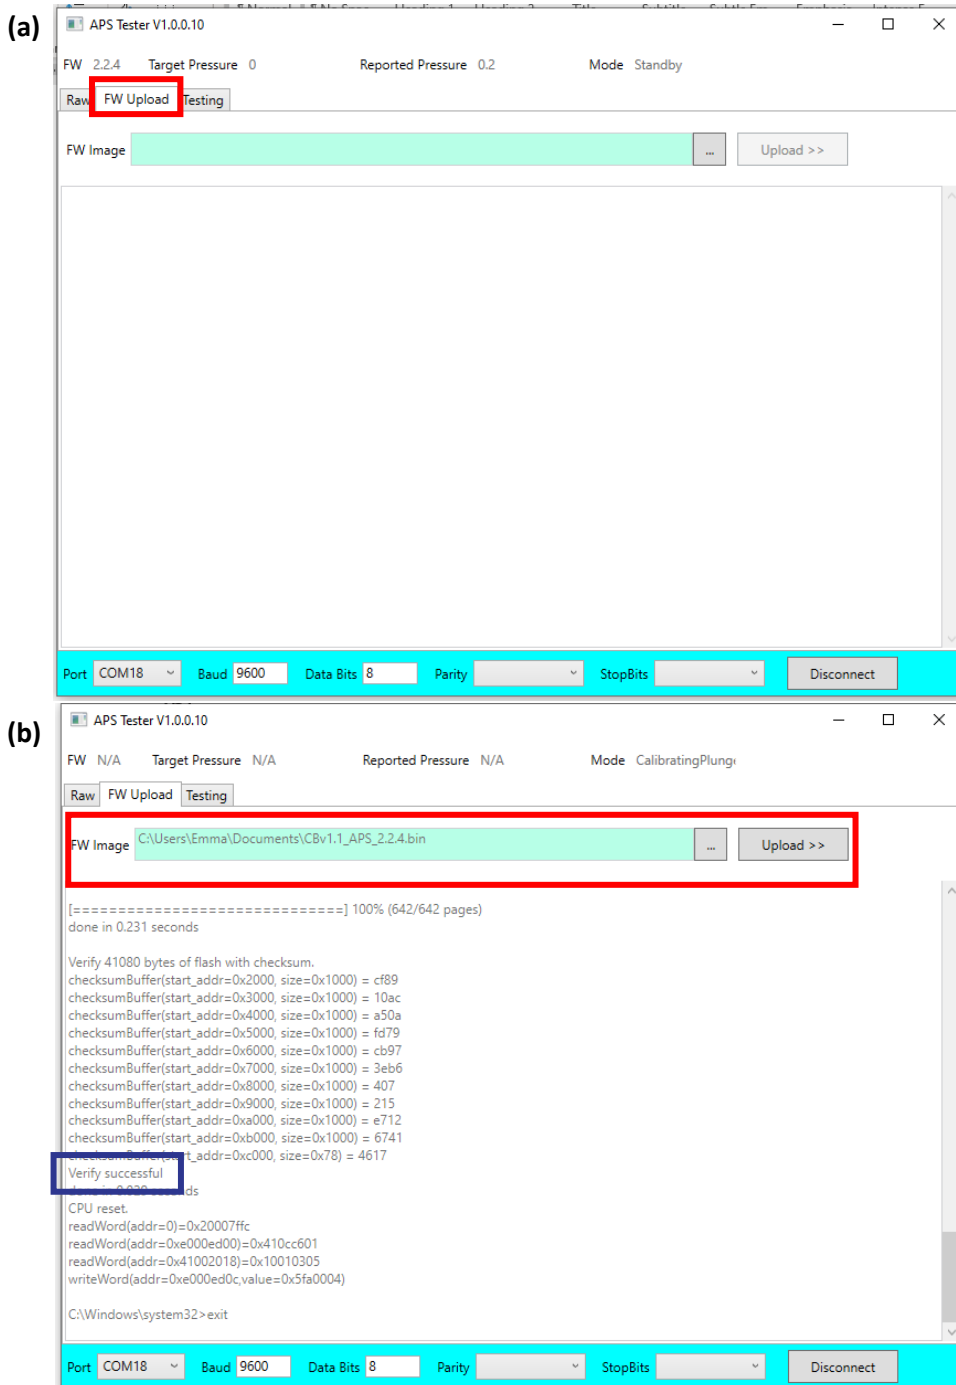 (a)
APS Tester V1.0.0.10
FW 2.2.4 Target Pressure 0 Reported Pressure 0.2 Mode Standby
Raw FW Upload Testing
FW Image ... Upload >>
Port COM18 Baud 9600 Data Bits 8 Parity StopBits Disconnect
(b)
APS Tester V1.0.0.10
FW N/A Target Pressure N/A Reported Pressure N/A Mode CalibratingPlunge
Raw FW Upload Testing
FW Image C:\Users\Emma\Documents\CBv1.1_APS_2.2.4.bin ... Upload >>
[==============================] 100% (642/642 pages)
done in 0.231 seconds
Verify 41080 bytes of flash with checksum.
checksumBuffer(start_addr=0x2000, size=0x1000) = cf89
checksumBuffer(start_addr=0x3000, size=0x1000) = 10ac
checksumBuffer(start_addr=0x4000, size=0x1000) = a50a
checksumBuffer(start_addr=0x5000, size=0x1000) = fd79
checksumBuffer(start_addr=0x6000, size=0x1000) = cb97
checksumBuffer(start_addr=0x7000, size=0x1000) = 3eb6
checksumBuffer(start_addr=0x8000, size=0x1000) = 407
checksumBuffer(start_addr=0x9000, size=0x1000) = 215
checksumBuffer(start_addr=0xa000, size=0x1000) = e712
checksumBuffer(start_addr=0xb000, size=0x1000) = 6741
checksumBuffer(start_addr=0xc000, size=0x78) = 4617
Verify successful
done in 0.029 seconds
CPU reset.
readWord(addr=0)=0x20007ffc
readWord(addr=0xe000ed00)=0x410cc601
readWord(addr=0x41002018)=0x10010305
writeWord(addr=0xe000ed0c,value=0x5fa0004)
C:\Windows\system32>exit
Port COM18 Baud 9600 Data Bits 8 Parity StopBits Disconnect